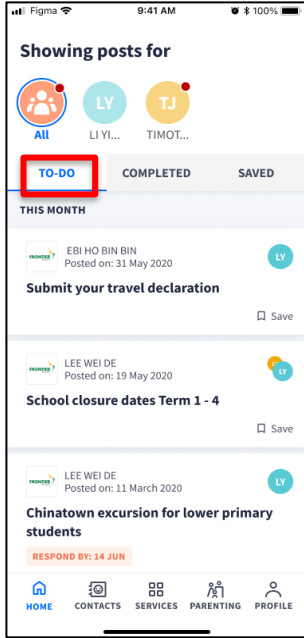 Figma 9:41 AM 100%
Showing posts for
LY TJ
All LI YI... TIMOT...
TO-DO COMPLETED SAVED
THIS MONTH
FRONTIER EBI HO BIN BIN LY
Posted on: 31 May 2020
Submit your travel declaration
Save
FRONTIER LEE WEI DE LY
Posted on: 19 May 2020
School closure dates Term 1 - 4
Save
FRONTIER LEE WEI DE LY
Posted on: 11 March 2020
Chinatown excursion for lower primary
students
RESPOND BY: 14 JUN
HOME CONTACTS SERVICES PARENTING PROFILE